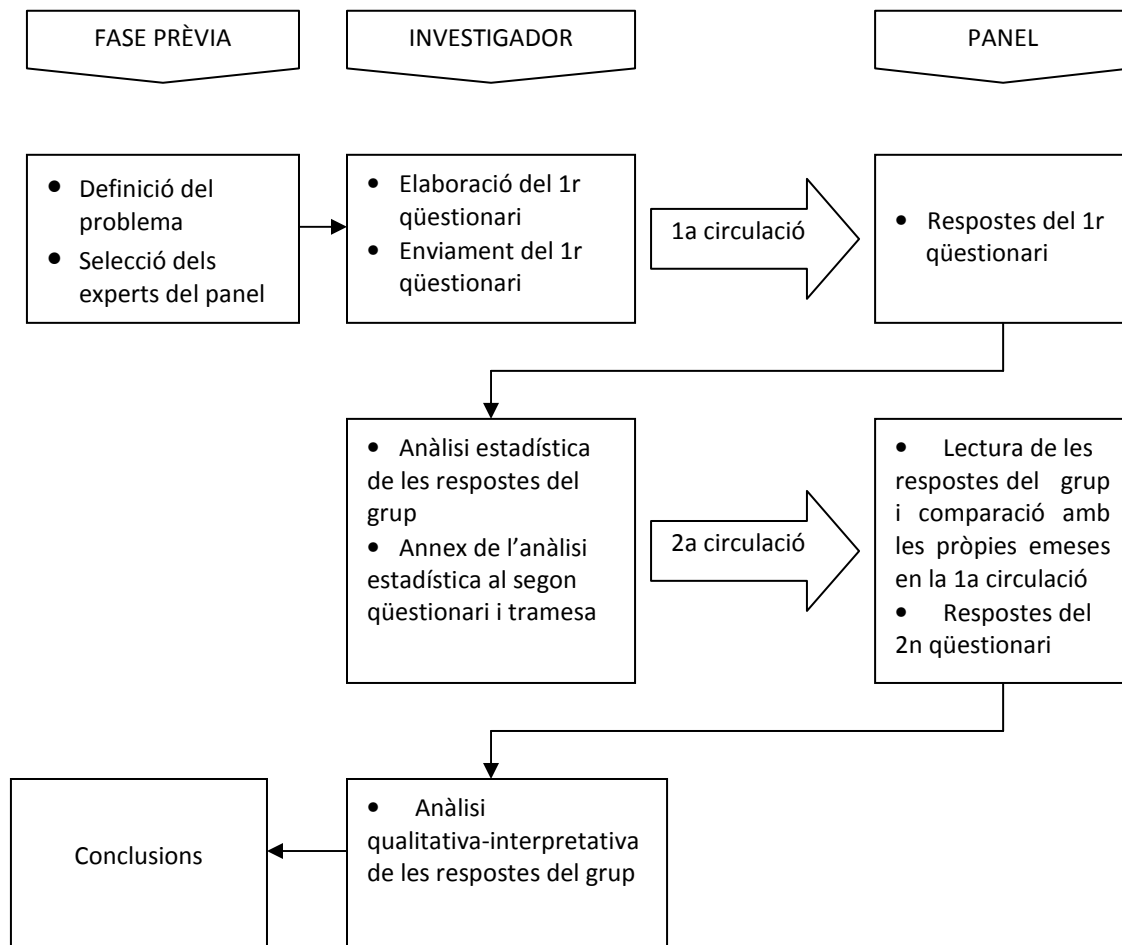 FASE PRÈVIA
INVESTIGADOR
PANEL
• Definició del
problema
• Selecció dels
experts del panel
• Elaboració del 1r
qüestionari
• Enviament del 1r
qüestionari
1a circulació
• Respostes del 1r
qüestionari
• Anàlisi estadística
de les respostes del
grup
• Annex de l’anàlisi
estadística al segon
qüestionari i tramesa
2a circulació
• Lectura de les
respostes del grup
i comparació amb
les pròpies emeses
en la 1a circulació
• Respostes del
2n qüestionari
Conclusions
• Anàlisi
qualitativa-interpretativa
de les respostes del grup